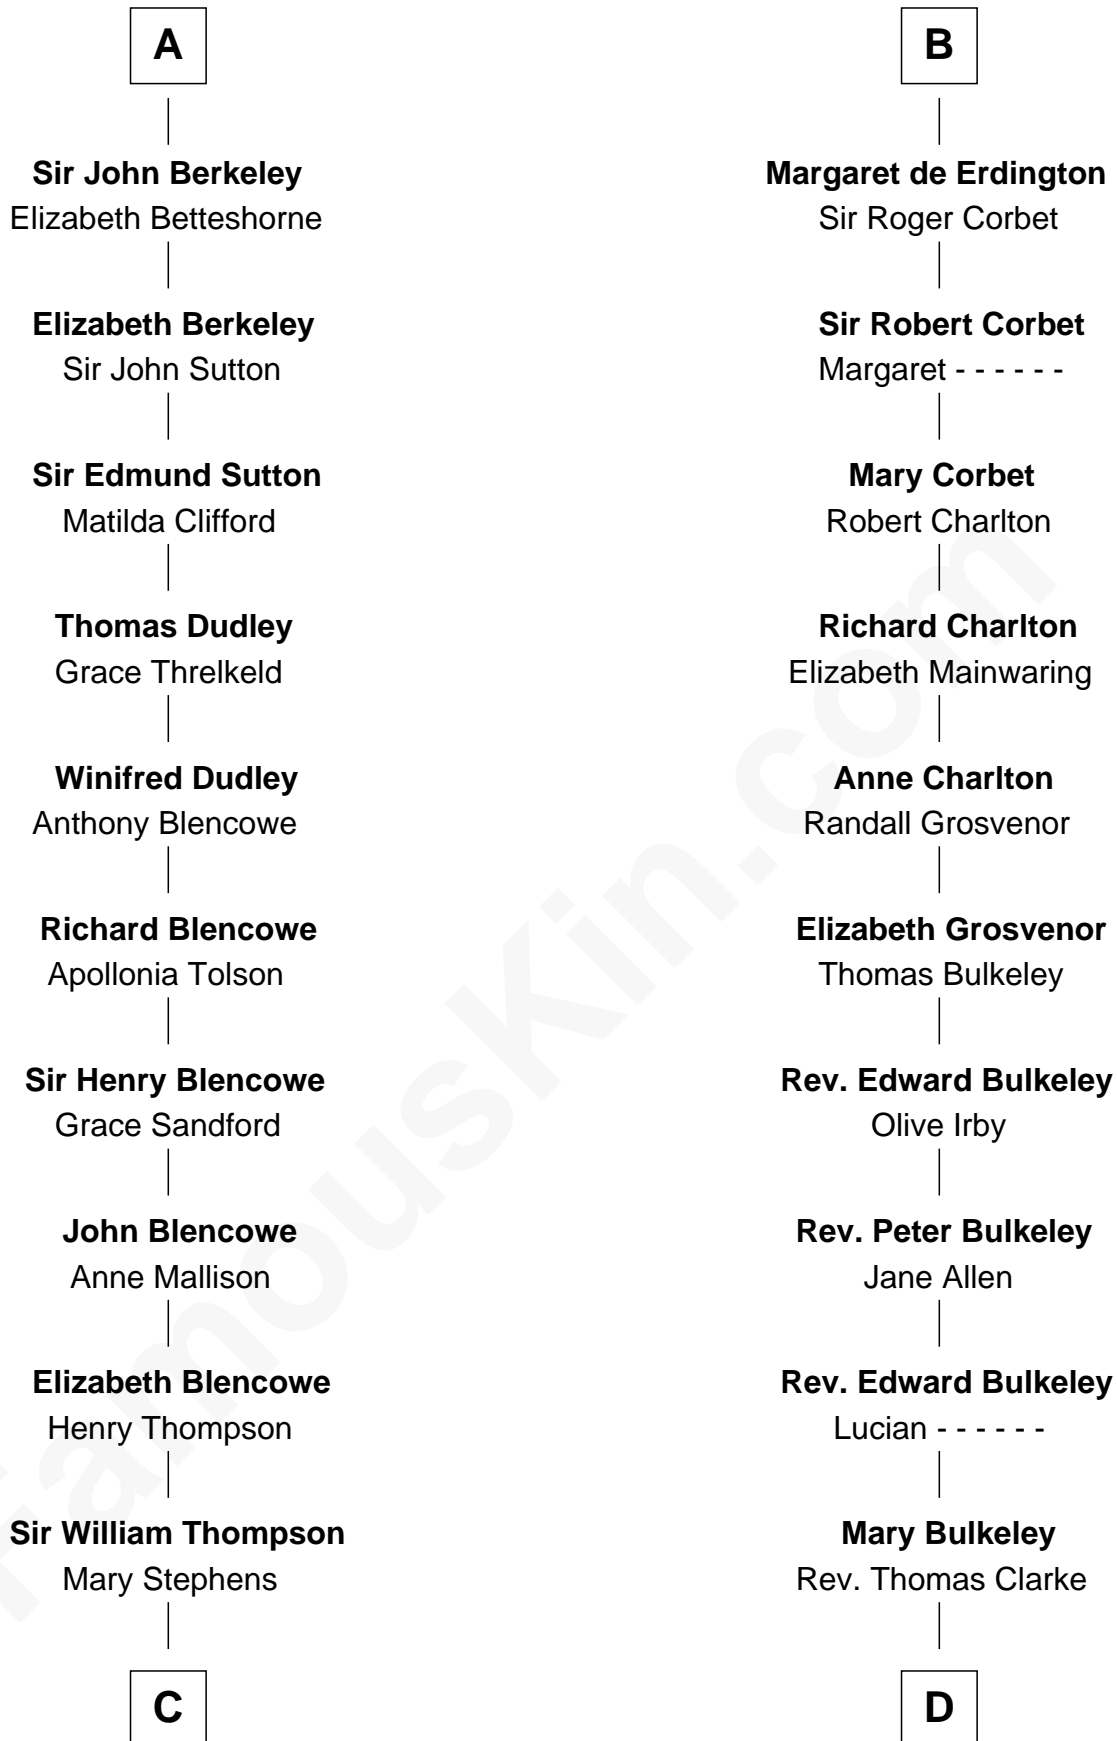 A
Sir John Berkeley
Elizabeth Betteshorne
Elizabeth Berkeley
Sir John Sutton
Sir Edmund Sutton
Matilda Clifford
Thomas Dudley
Grace Threlkeld
Winifred Dudley
Anthony Blencowe
Richard Blencowe
Apollonia Tolson
Sir Henry Blencowe
Grace Sandford
John Blencowe
Anne Mallison
Elizabeth Blencowe
Henry Thompson
Sir William Thompson
Mary Stephens
C
B
Margaret de Erdington
Sir Roger Corbet
Sir Robert Corbet
Margaret - - - - - -
Mary Corbet
Robert Charlton
Richard Charlton
Elizabeth Mainwaring
Anne Charlton
Randall Grosvenor
Elizabeth Grosvenor
Thomas Bulkeley
Rev. Edward Bulkeley
Olive Irby
Rev. Peter Bulkeley
Jane Allen
Rev. Edward Bulkeley
Lucian - - - - - -
Mary Bulkeley
Rev. Thomas Clarke
D
FamousKin.com